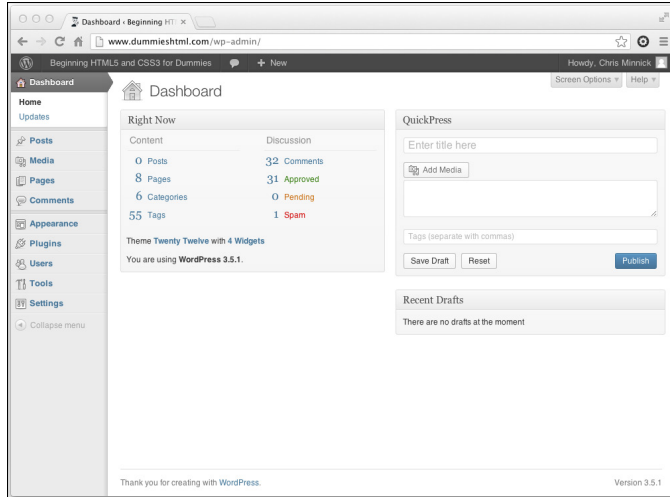 Dashboard ‹ Beginning HT
www.dummieshtml.com/wp-admin/
Beginning HTML5 and CSS3 for Dummies
+ New
Howdy, Chris Minnick
Screen Options
Help
Dashboard
Home
Updates
Posts
Media
Pages
Comments
Appearance
Plugins
Users
Tools
Settings
Collapse menu
Dashboard
Right Now
Content
Discussion
0 Posts
32 Comments
8 Pages
31 Approved
6 Categories
0 Pending
55 Tags
1 Spam
Theme Twenty Twelve with 4 Widgets
You are using WordPress 3.5.1.
QuickPress
Enter title here
Add Media
Tags (separate with commas)
Save Draft
Reset
Publish
Recent Drafts
There are no drafts at the moment
Thank you for creating with WordPress.
Version 3.5.1